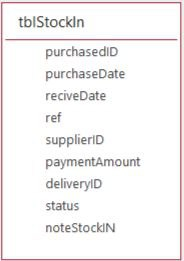 tblStockIn
purchasedID
purchaseDate
reciveDate
ref
supplierID
paymentAmount
deliveryID
status
noteStockIN